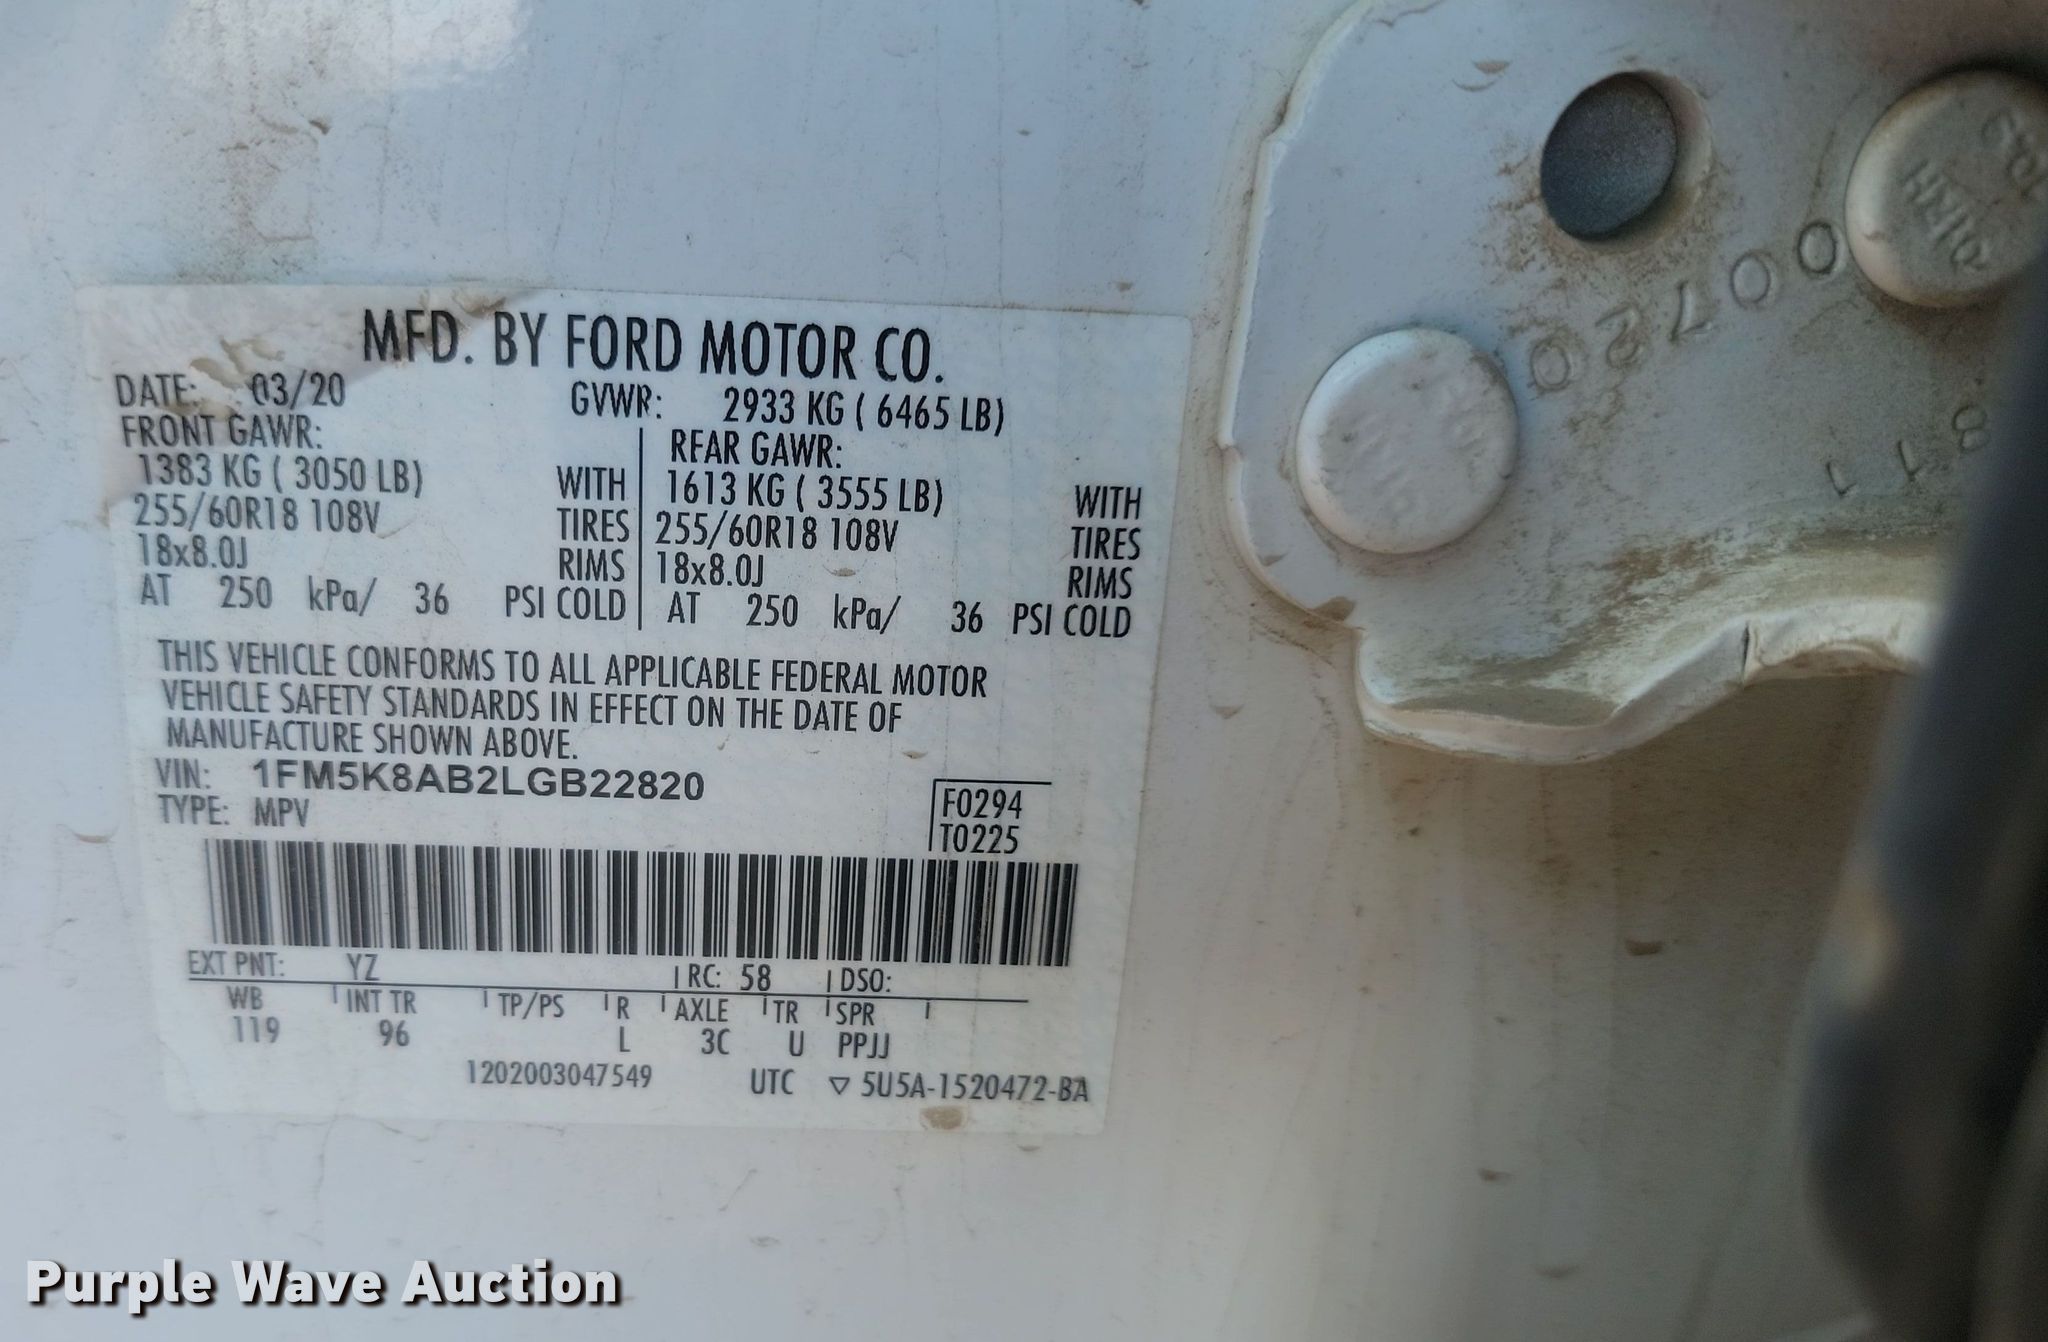 MFD. BY FORD MOTOR CO.
DATE: 03/20 GVWR: 2933 KG ( 6465 LB)
FRONT GAWR: REAR GAWR:
1383 KG ( 3050 LB) WITH 1613 KG ( 3555 LB) WITH
255/60R18 108V TIRES 255/60R18 108V TIRES
18x8.0J RIMS 18x8.0J RIMS
AT 250 kPa/ 36 PSI COLD AT 250 kPa/ 36 PSI COLD
THIS VEHICLE CONFORMS TO ALL APPLICABLE FEDERAL MOTOR
VEHICLE SAFETY STANDARDS IN EFFECT ON THE DATE OF
MANUFACTURE SHOWN ABOVE.
VIN: 1FM5K8AB2LGB22820
TYPE: MPV
F0294
T0225
EXT PNT: YZ RC: 58 DSO:
WB INT TR TP/PS R AXLE TR SPR
119 96 L 3C U PPJJ
1202003047549 UTC ▽ 5U5A-1520472-BA
00720
Purple Wave Auction